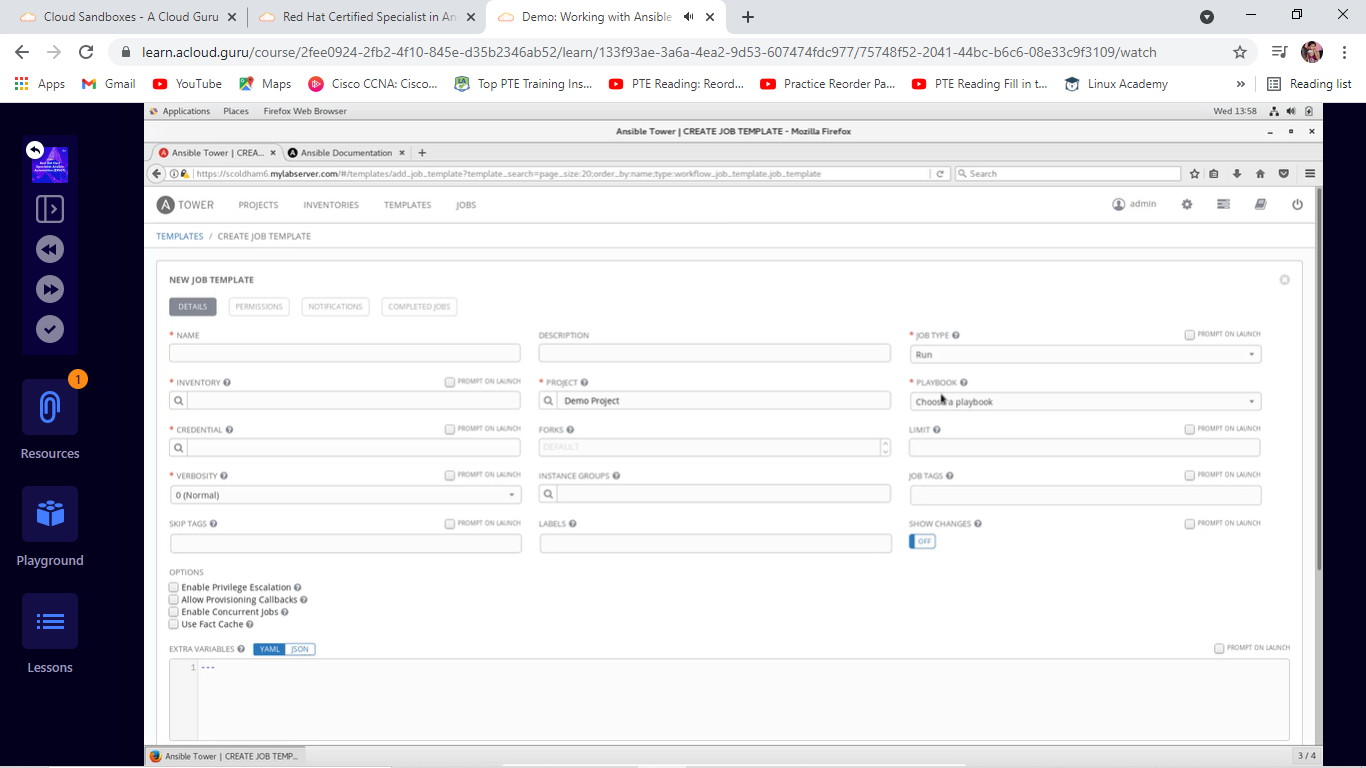 Cloud Sandboxes - A Cloud Guru
Red Hat Certified Specialist in An
Demo: Working with Ansible
learn.acloud.guru/course/2fee0924-2fb2-4f10-845e-d35b2346ab52/learn/133f93ae-3a6a-4ea2-9d53-607474fdc977/75748f52-2041-44bc-b6c6-08e33c9f3109/watch
Apps Gmail YouTube Maps Cisco CCNA: Cisco... Top PTE Training Ins... PTE Reading: Reord... Practice Reorder Pa... PTE Reading Fill in t... Linux Academy » Reading list
Applications Places Firefox Web Browser Wed 13:58
Ansible Tower | CREATE JOB TEMPLATE - Mozilla Firefox
Ansible Tower | CREA... Ansible Documentation
https://scoldham6.mylabserver.com/#/templates/add_job_template?template_search=page_size:20;order_by:name;type:workflow_job_template,job_template Search
A TOWER PROJECTS INVENTORIES TEMPLATES JOBS admin
TEMPLATES / CREATE JOB TEMPLATE
NEW JOB TEMPLATE
DETAILS PERMISSIONS NOTIFICATIONS COMPLETED JOBS
* NAME DESCRIPTION * JOB TYPE PROMPT ON LAUNCH
Run
* INVENTORY PROMPT ON LAUNCH * PROJECT * PLAYBOOK
Demo Project Choose a playbook
* CREDENTIAL PROMPT ON LAUNCH FORKS LIMIT PROMPT ON LAUNCH
DEFAULT
* VERBOSITY PROMPT ON LAUNCH INSTANCE GROUPS JOB TAGS PROMPT ON LAUNCH
0 (Normal)
SKIP TAGS PROMPT ON LAUNCH LABELS SHOW CHANGES PROMPT ON LAUNCH
OFF
OPTIONS
Enable Privilege Escalation
Allow Provisioning Callbacks
Enable Concurrent Jobs
Use Fact Cache
EXTRA VARIABLES YAML JSON PROMPT ON LAUNCH
1 ---
Ansible Tower | CREATE JOB TEMP... 3 / 4
1
Resources
Playground
Lessons